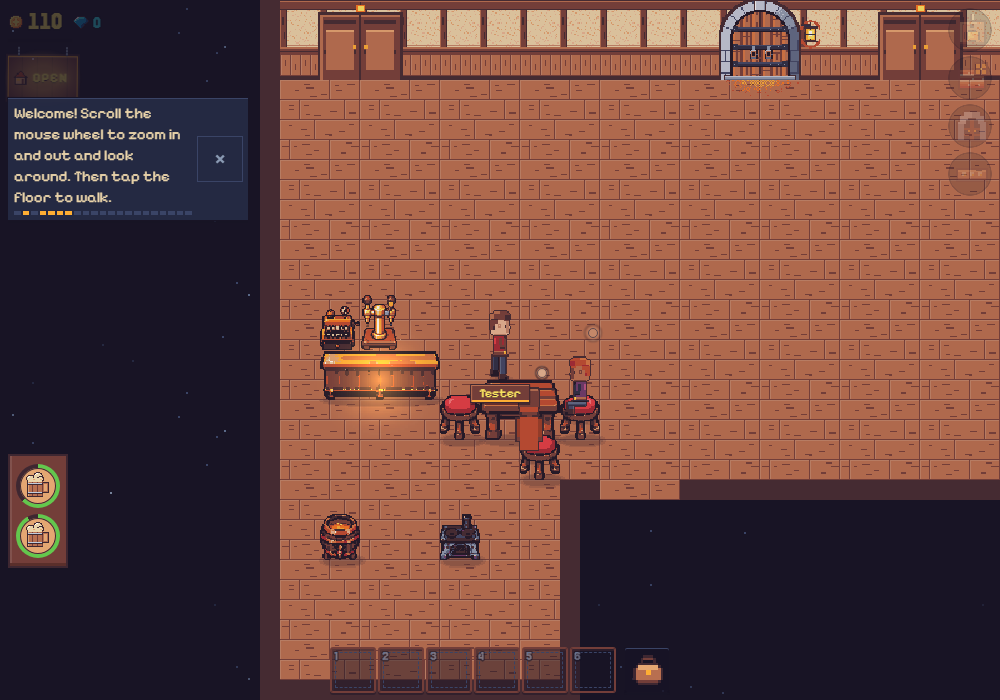 110 0
OPEN
Welcome! Scroll the
mouse wheel to zoom in
and out and look
around. Then tap the
floor to walk.
×
Tester
1 2 3 4 5 6